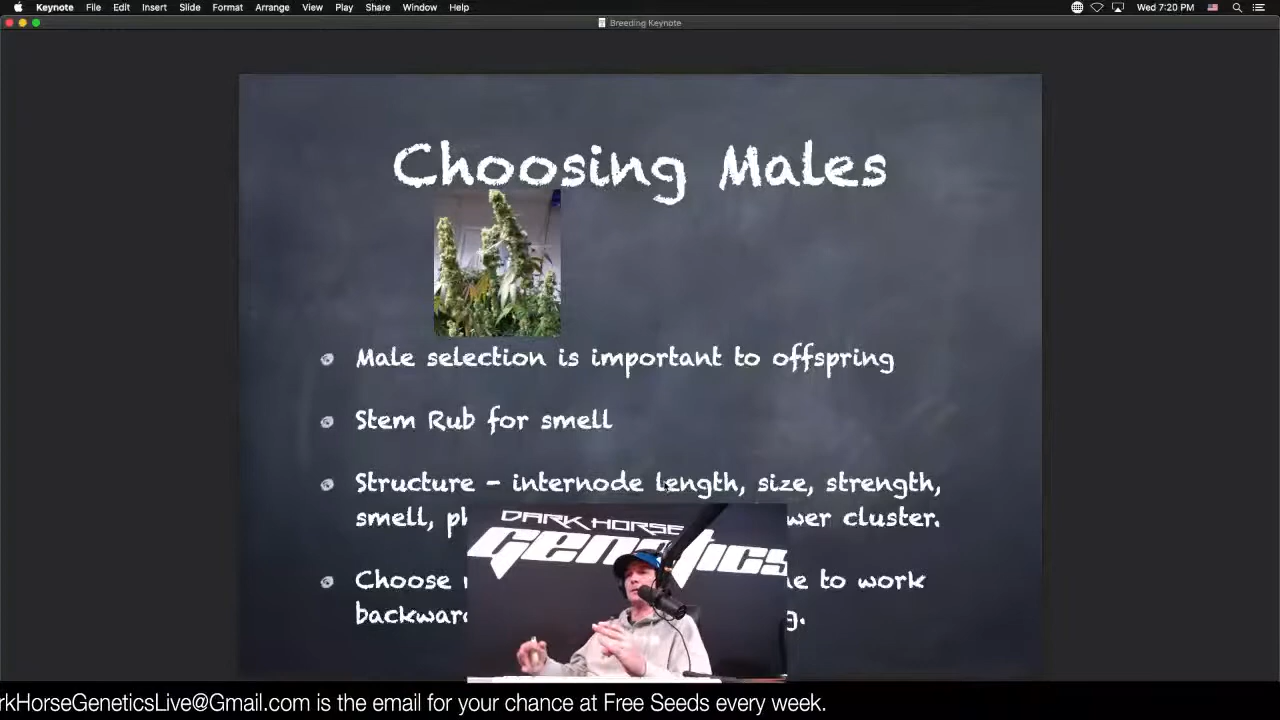 Keynote File Edit Insert Slide Format Arrange View Play Share Window Help Wed 7:20 PM
Breeding Keynote
Choosing Males
Male selection is important to offspring
Stem Rub for smell
Structure - internode length, size, strength,
smell, cluster.
Choose to work
DARK HORSE
Genetics
rkHorseGeneticsLive@Gmail.com is the email for your chance at Free Seeds every week.